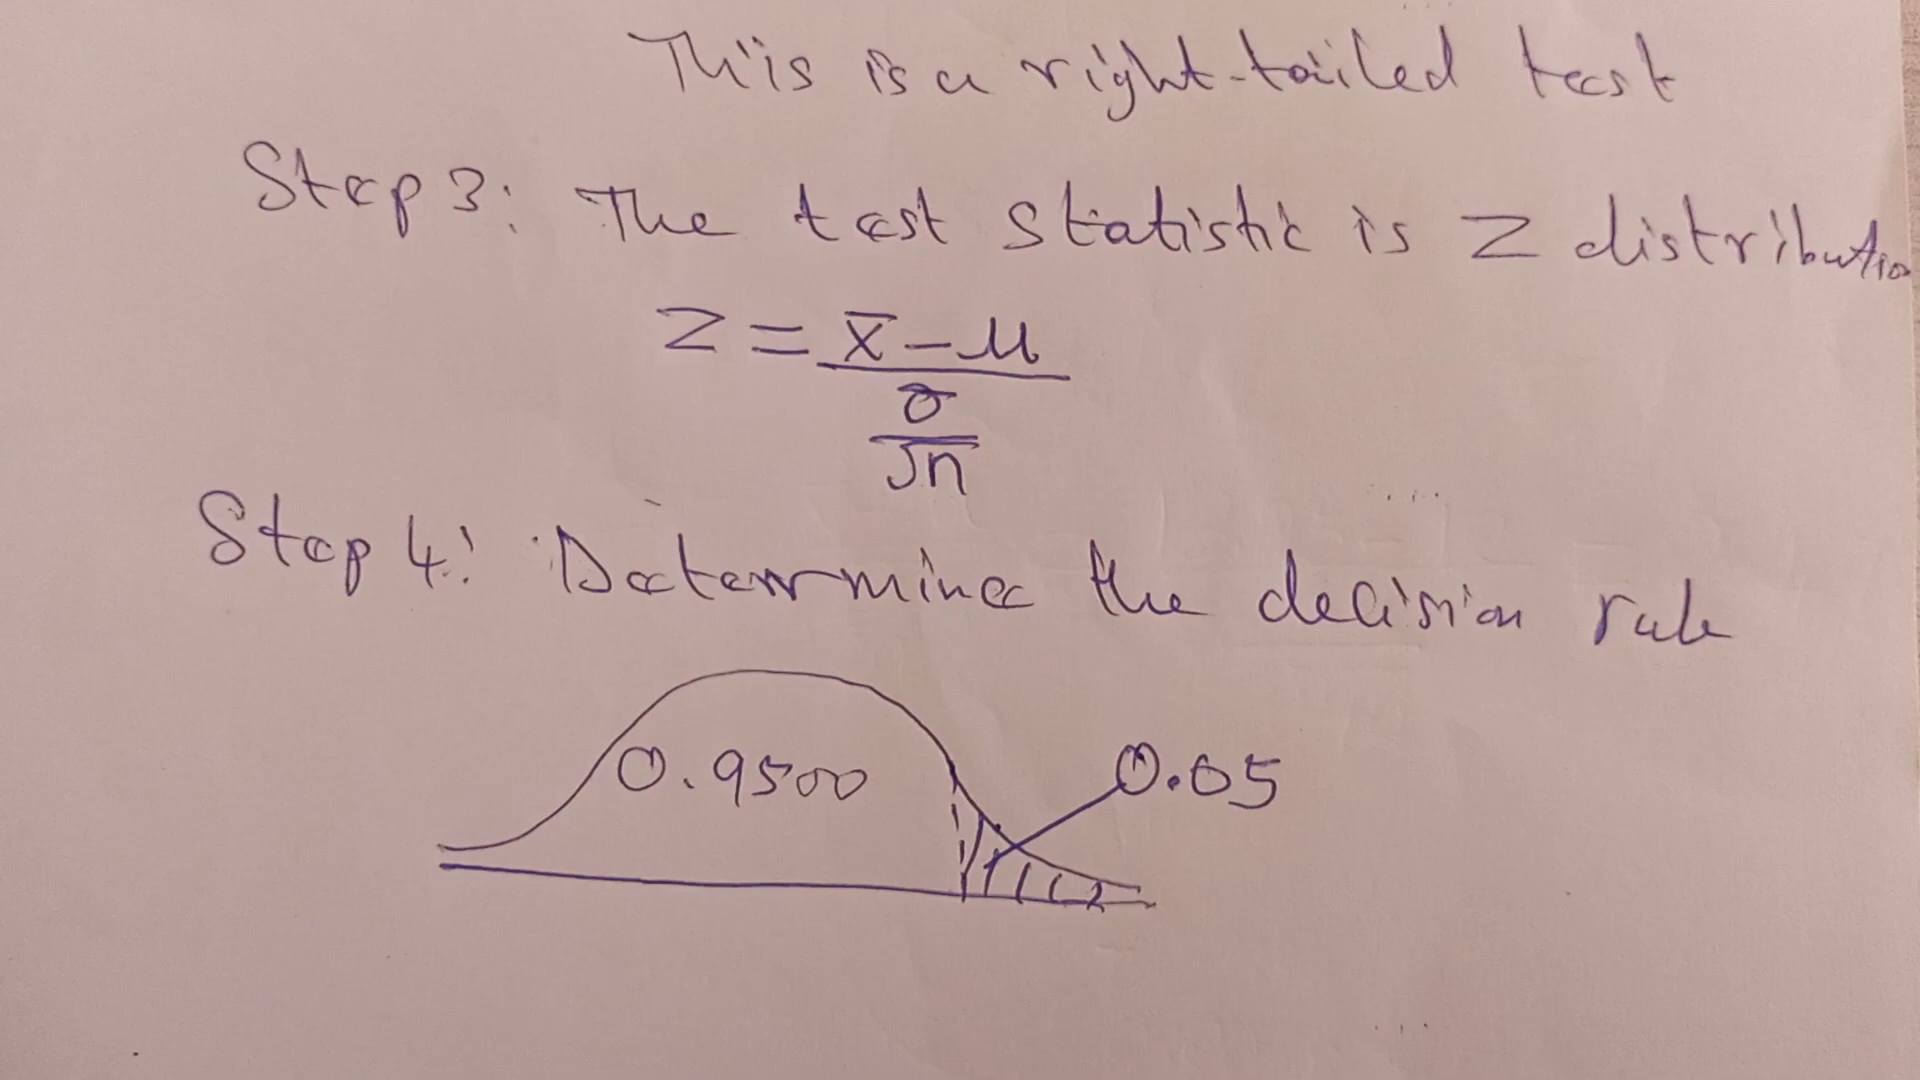 This is a right-tailed test
Step 3: The test statistic is Z distribution
Z = x̄ - μ
σ
√n
Step 4: Determine the decision rule
0.9500
0.05